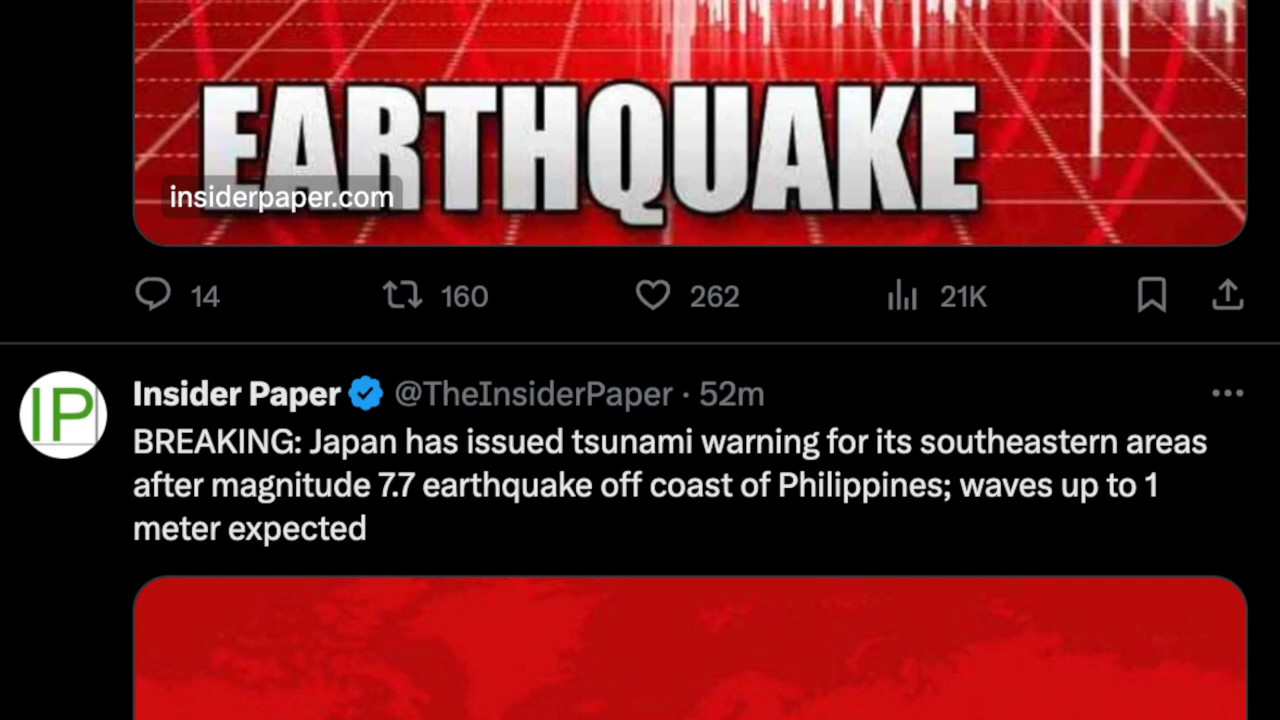 EARTHQUAKE
insiderpaper.com
14 160 262 21K
IP Insider Paper @TheInsiderPaper · 52m
BREAKING: Japan has issued tsunami warning for its southeastern areas
after magnitude 7.7 earthquake off coast of Philippines; waves up to 1
meter expected